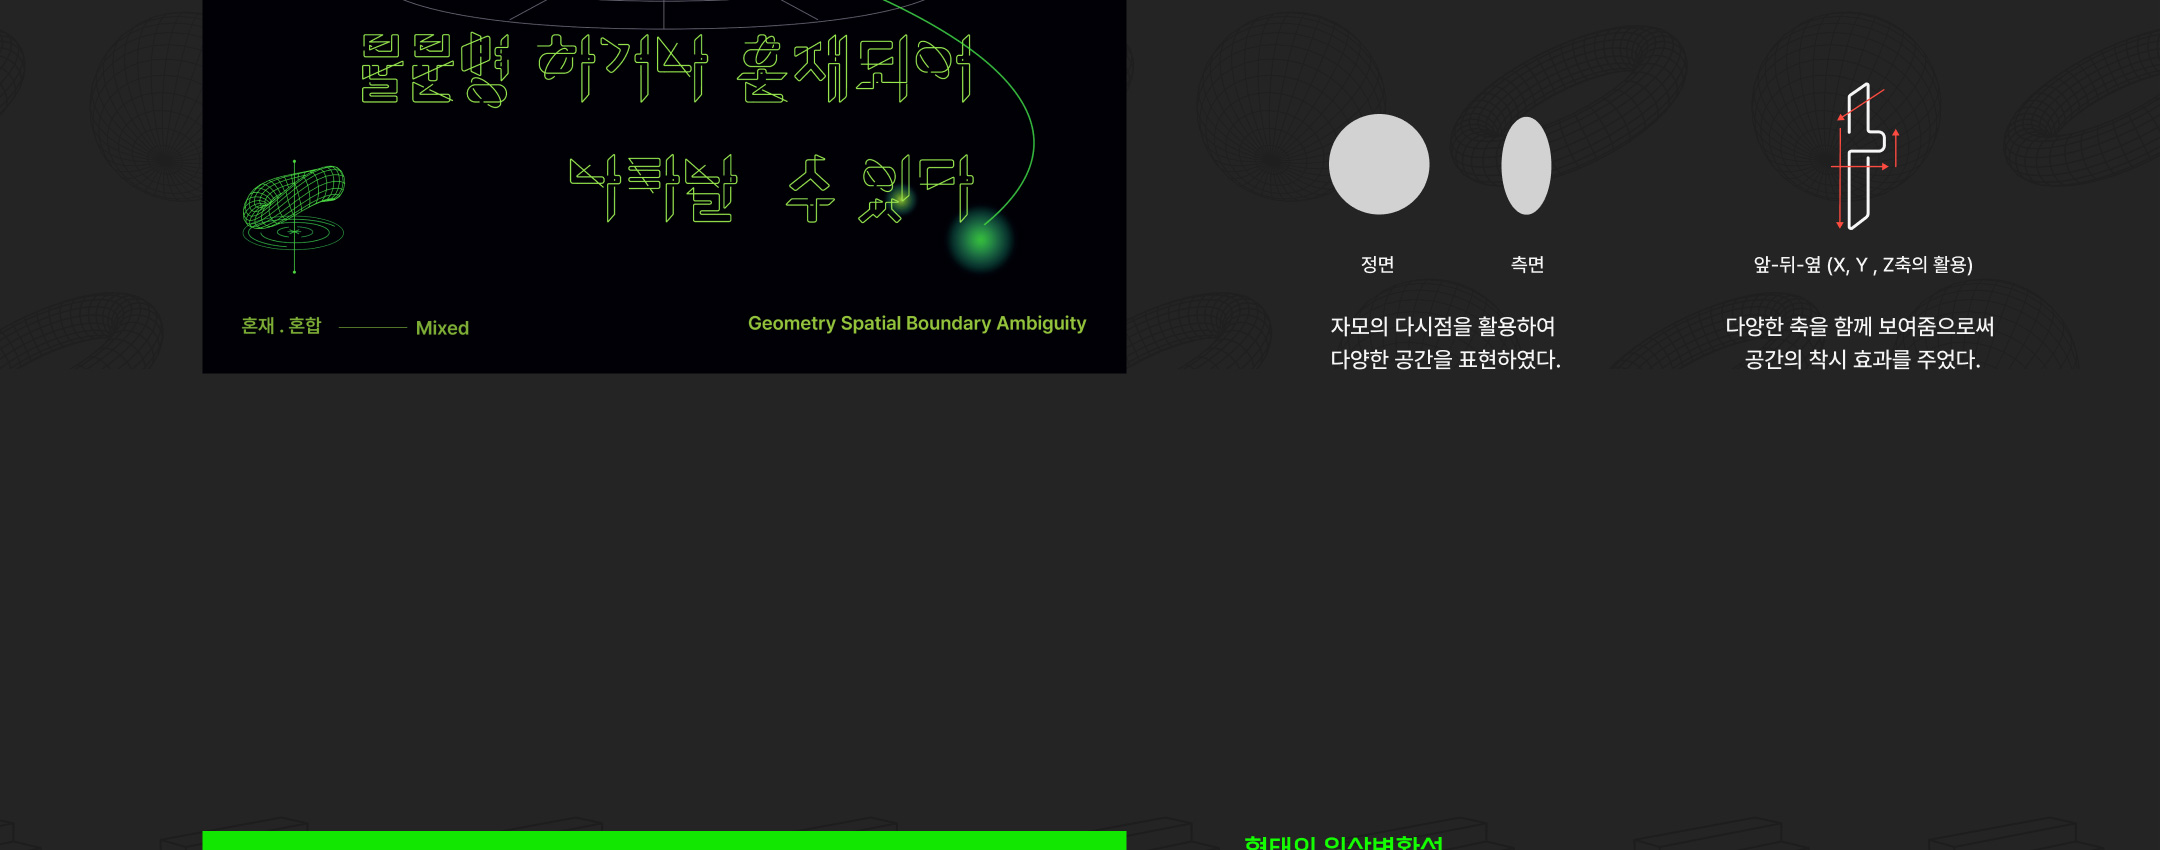 불분명 하거나 혼재되어
나타날 수 있다
혼재 . 혼합
Mixed
Geometry Spatial Boundary Ambiguity
정면
측면
앞-뒤-옆 (X, Y , Z축의 활용)
자모의 다시점을 활용하여
다양한 공간을 표현하였다.
다양한 축을 함께 보여줌으로써
공간의 착시 효과를 주었다.